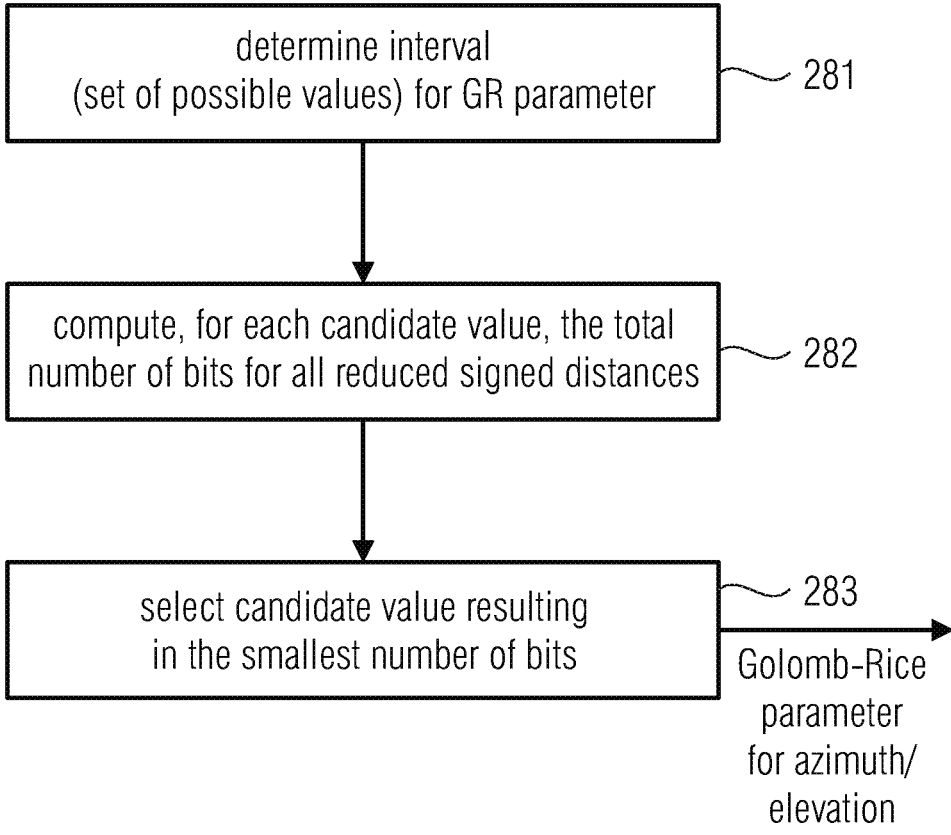 determine interval
(set of possible values) for GR parameter
281
compute, for each candidate value, the total
number of bits for all reduced signed distances
282
select candidate value resulting
in the smallest number of bits
283
Golomb-Rice
parameter
for azimuth/
elevation